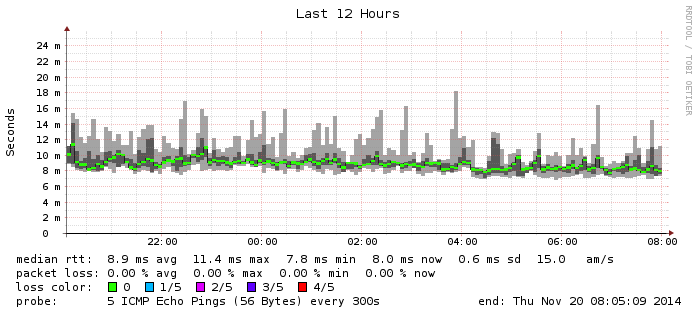 Last 12 Hours
RRDTOOL / TOBI OETIKER
Seconds
24 m
22 m
20 m
18 m
16 m
14 m
12 m
10 m
8 m
6 m
4 m
2 m
0
22:00 00:00 02:00 04:00 06:00 08:00
median rtt: 8.9 ms avg 11.4 ms max 7.8 ms min 8.0 ms now 0.6 ms sd 15.0 am/s
packet loss: 0.00 % avg 0.00 % max 0.00 % min 0.00 % now
loss color: 0 1/5 2/5 3/5 4/5
probe: 5 ICMP Echo Pings (56 Bytes) every 300s end: Thu Nov 20 08:05:09 2014